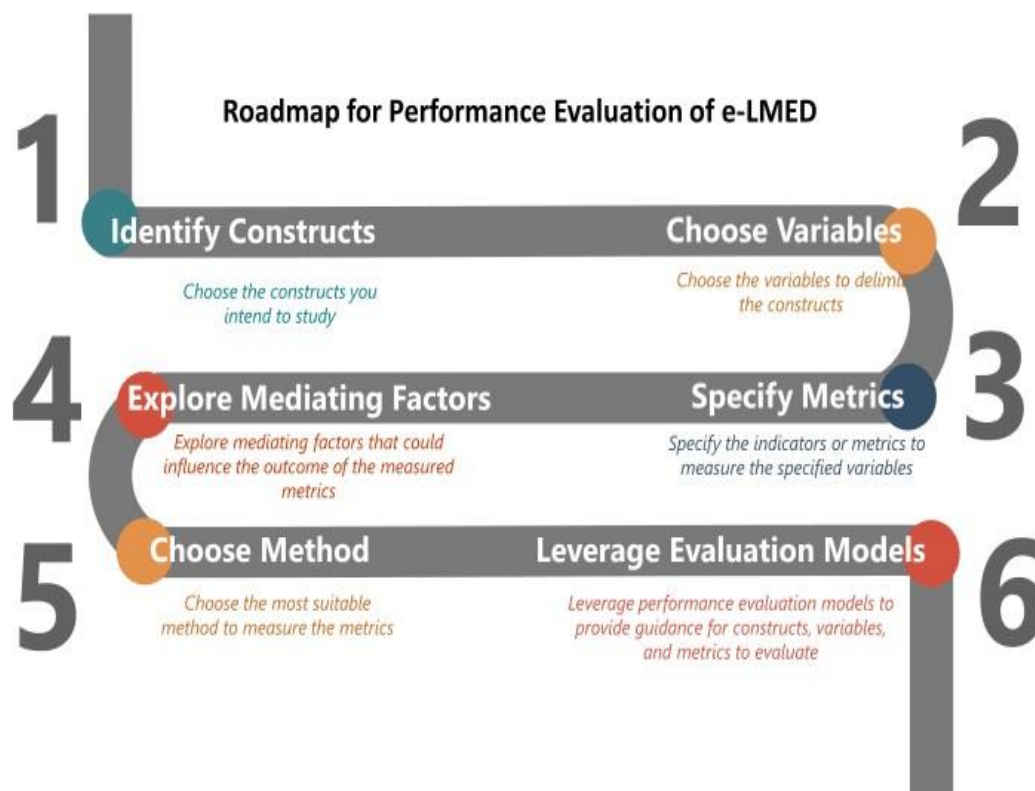 Roadmap for Performance Evaluation of e-LMED
1
Identify Constructs
Choose the constructs you
intend to study
2
Choose Variables
Choose the variables to delimi
the constructs
3
Specify Metrics
Specify the indicators or metrics to
measure the specified variables
4
Explore Mediating Factors
Explore mediating factors that could
influence the outcome of the measured
metrics
5
Choose Method
Choose the most suitable
method to measure the metrics
6
Leverage Evaluation Models
Leverage performance evaluation models to
provide guidance for constructs, variables,
and metrics to evaluate